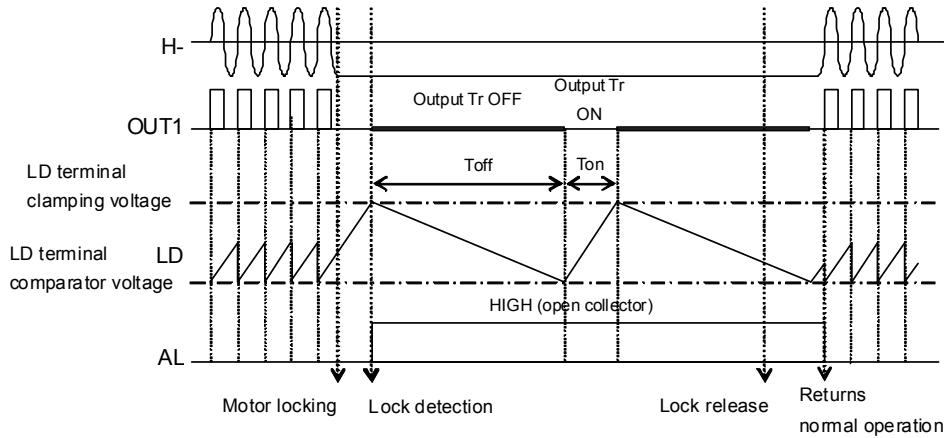 H-
Output Tr OFF
Output Tr
ON
OUT1
LD terminal
clamping voltage
Toff
Ton
LD terminal
comparator voltage
LD
HIGH (open collector)
AL
Motor locking
Lock detection
Lock release
Returns
normal operation